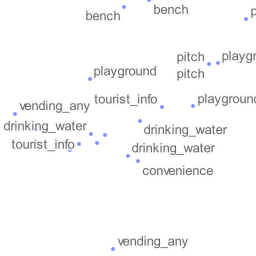 bench
bench
p
playgr
pitch
pitch
playground
tourist_info
playground
vending_any
drinking_water
drinking_water
tourist_info
drinking_water
convenience
vending_any